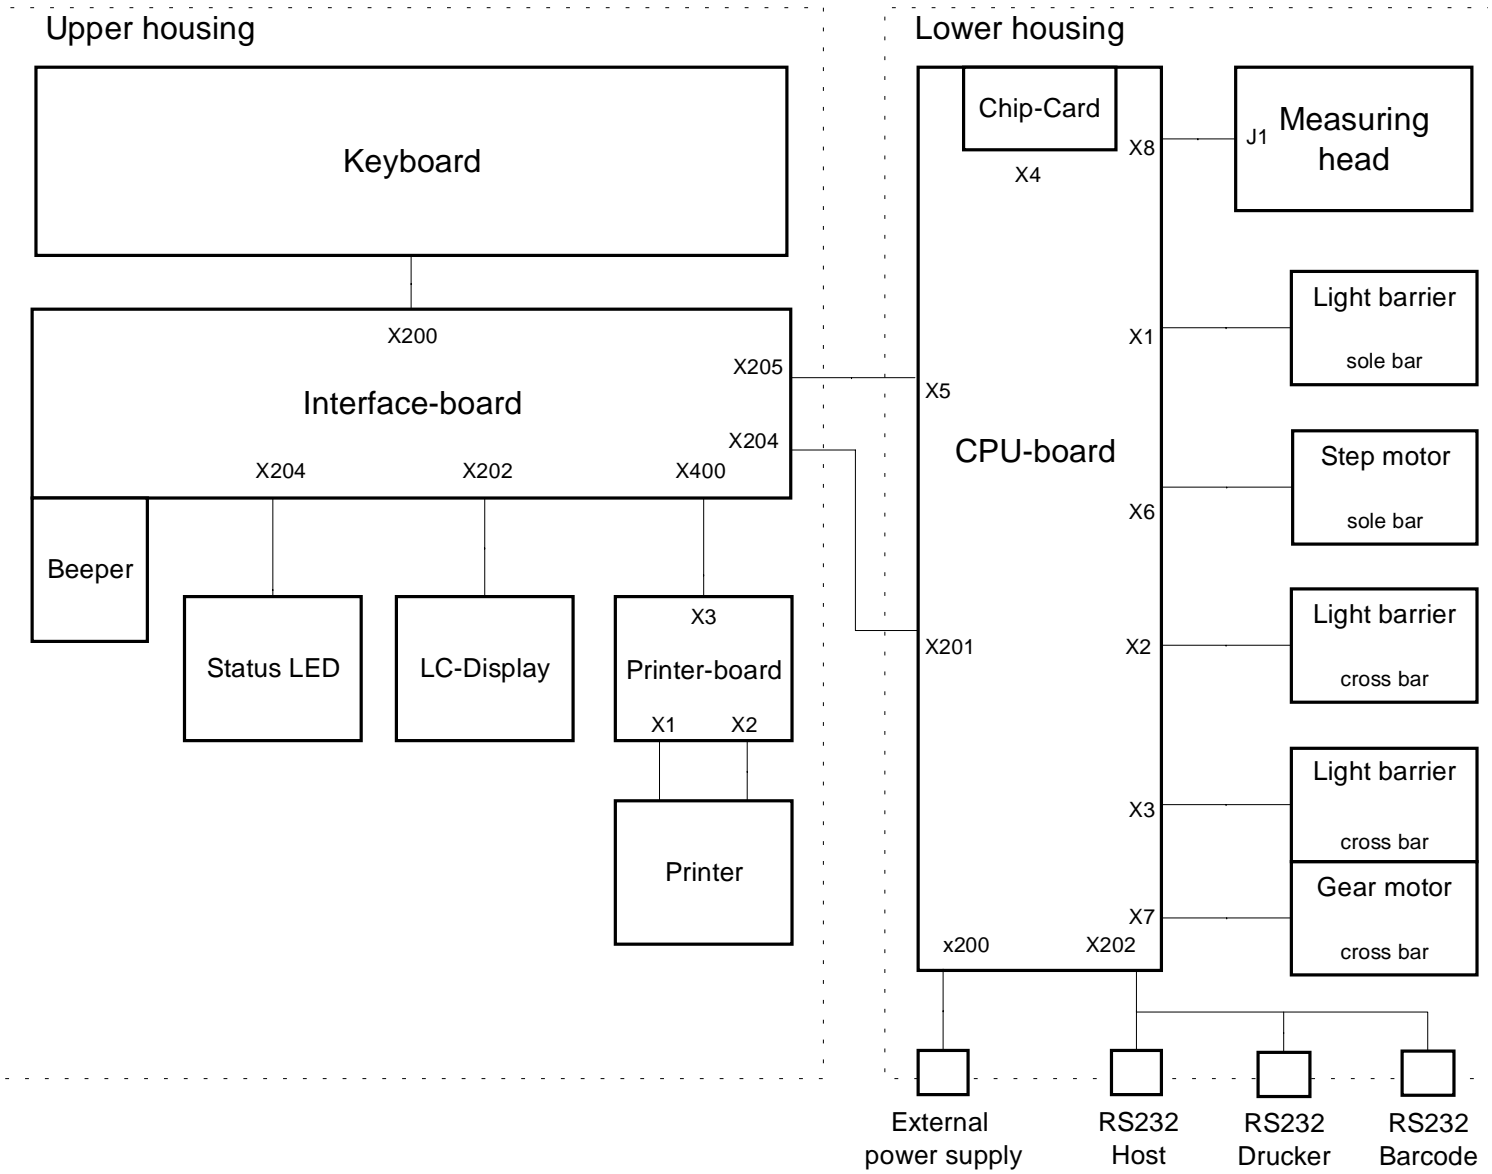 Upper housing
Keyboard
X200
X205
Interface-board
X204
X204
X202
X400
Beeper
Status LED
LC-Display
X3
Printer-board
X1
X2
Printer
Lower housing
Chip-Card
X4
X8
J1
Measuring
head
X1
Light barrier
sole bar
X5
CPU-board
X6
Step motor
sole bar
X201
X2
Light barrier
cross bar
X3
Light barrier
cross bar
X7
Gear motor
cross bar
x200
X202
External
power supply
RS232
Host
RS232
Drucker
RS232
Barcode